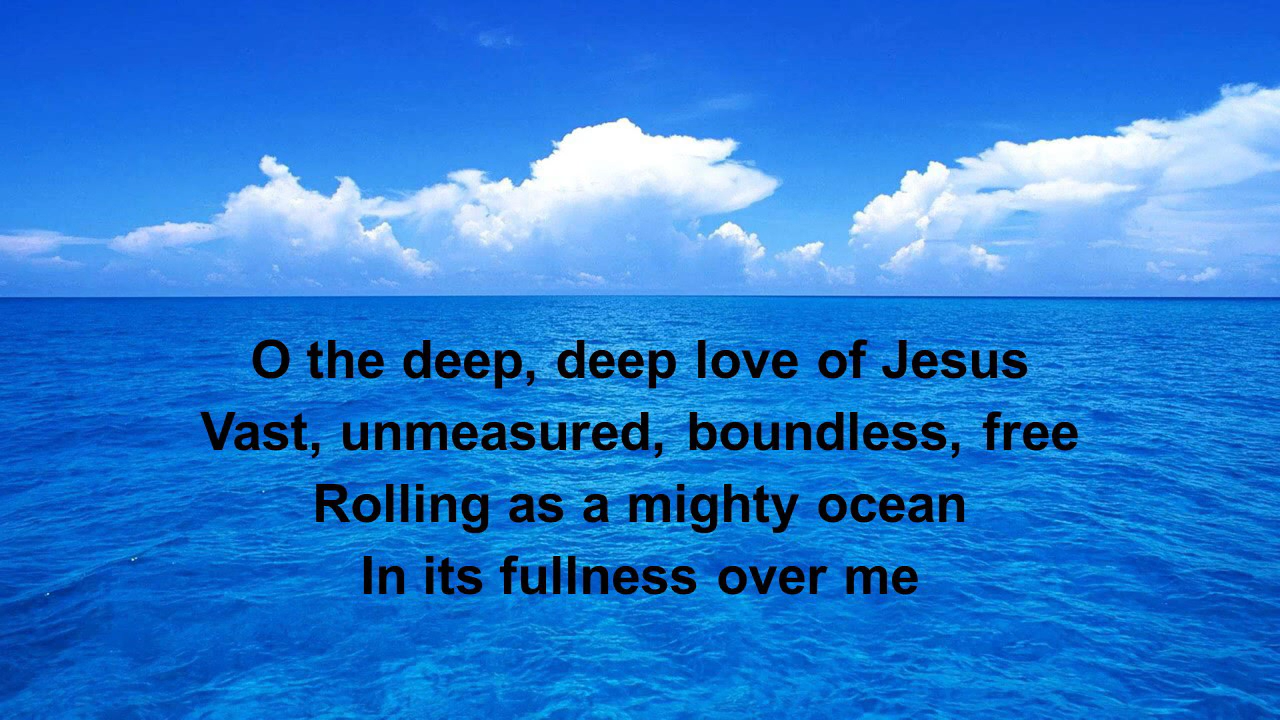 O the deep, deep love of Jesus
Vast, unmeasured, boundless, free
Rolling as a mighty ocean
In its fullness over me